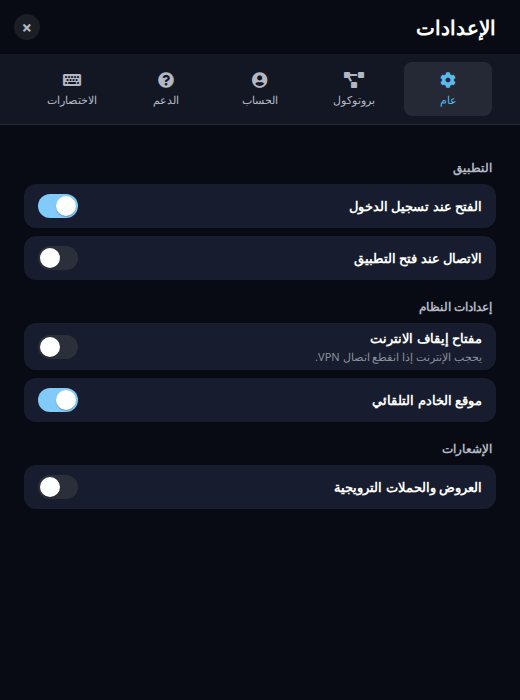 الإعدادات
عام
بروتوكول
الحساب
الدعم
الاختصارات
التطبيق
الفتح عند تسجيل الدخول
الاتصال عند فتح التطبيق
إعدادات النظام
مفتاح إيقاف الانترنت
يحجب الإنترنت إذا انقطع اتصال VPN.
موقع الخادم التلقائي
الإشعارات
العروض والحملات الترويجية